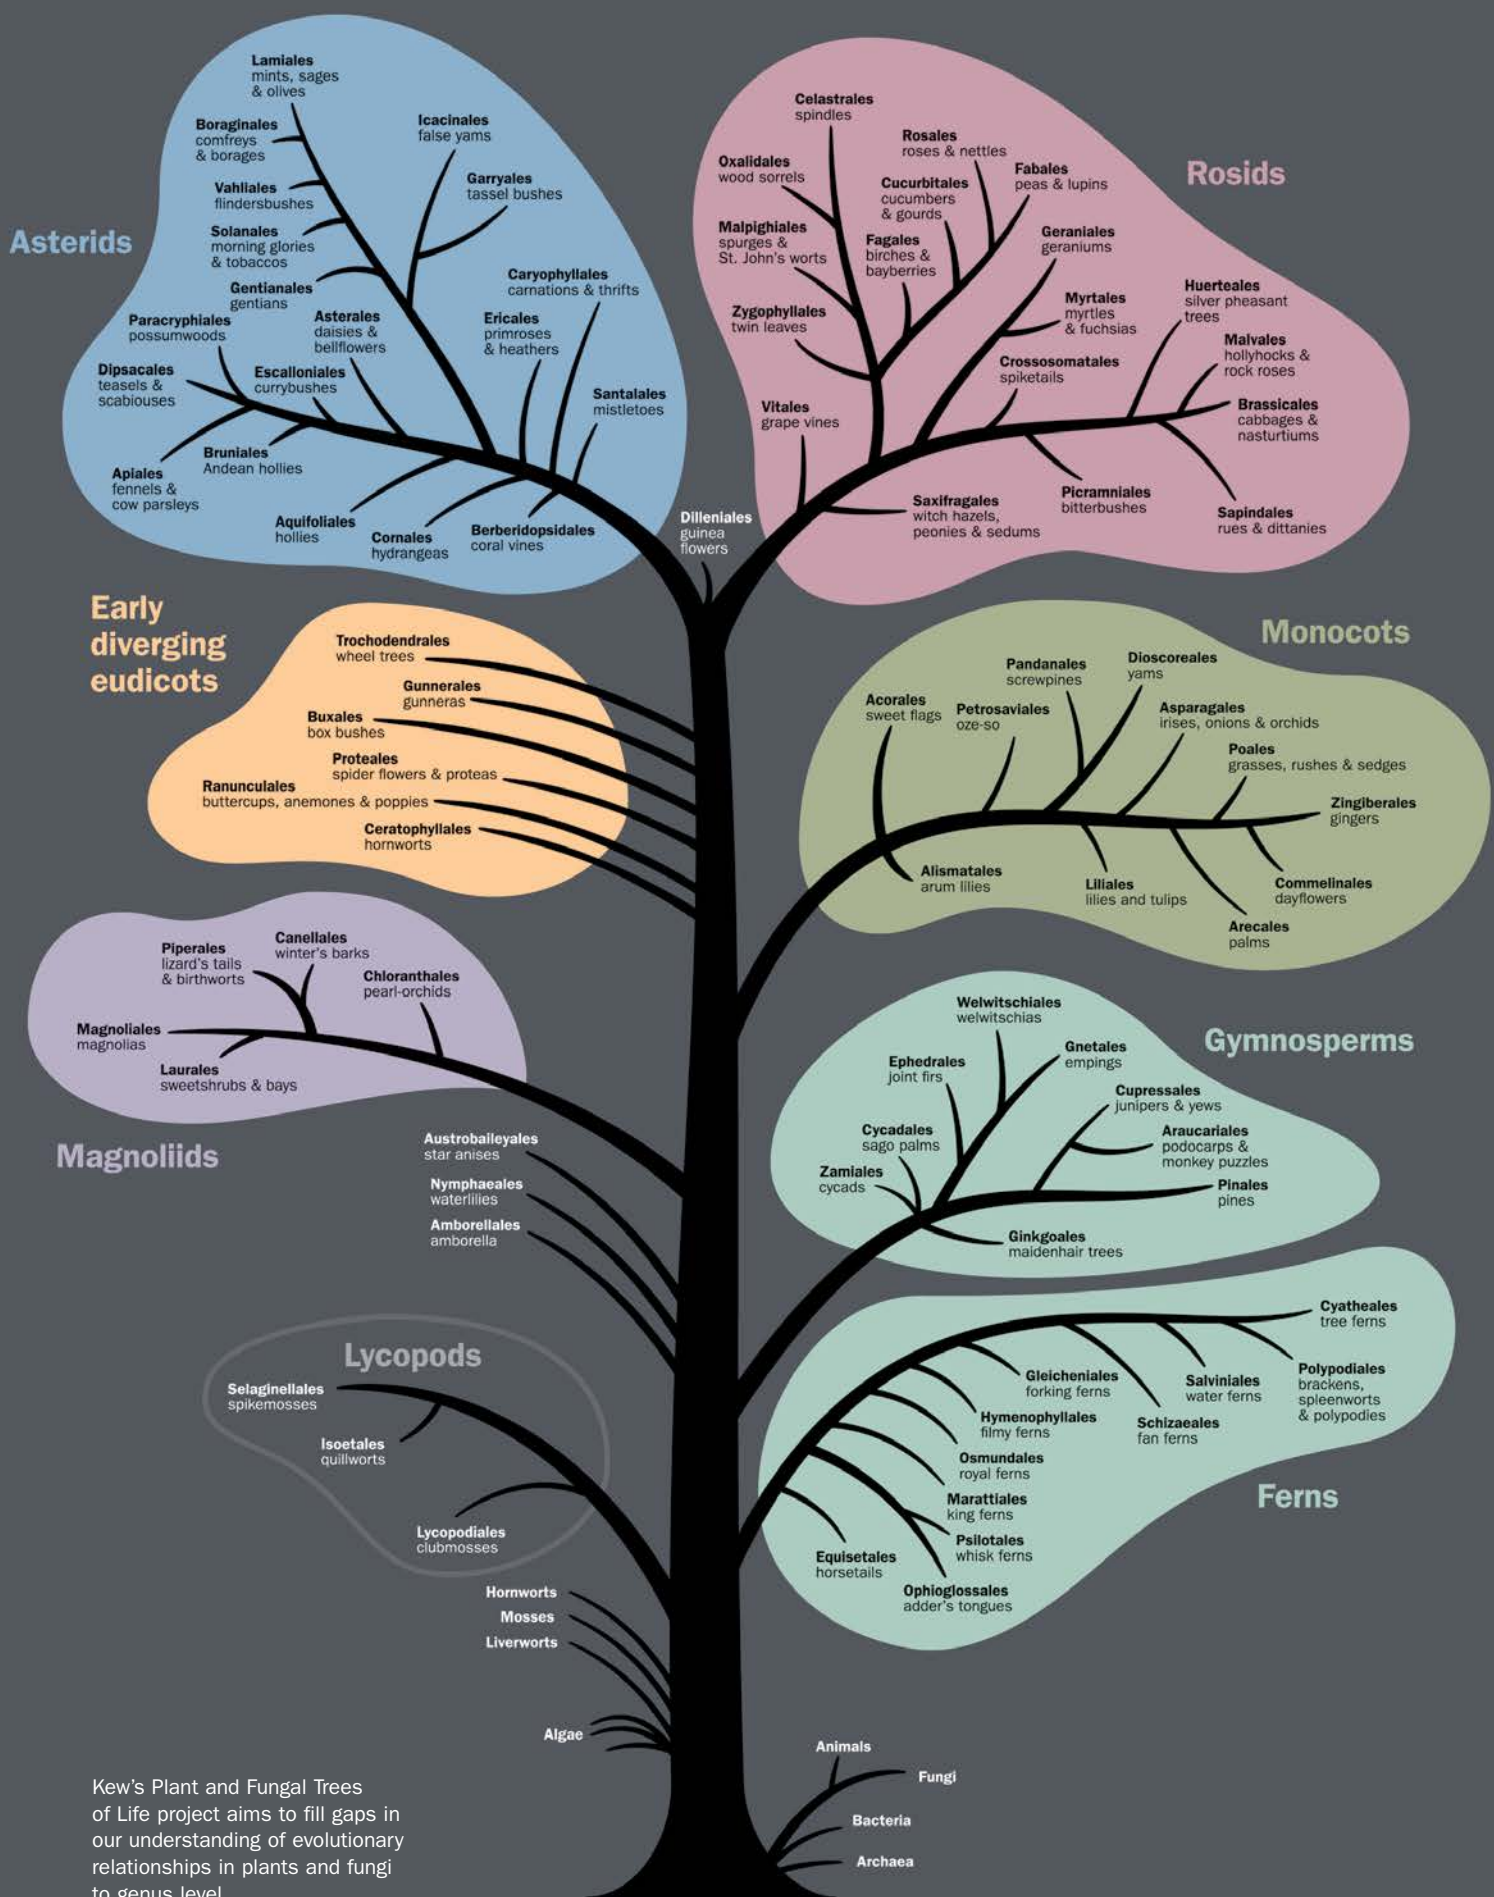 Lamiales
mints, sages
& olives
Boraginales
comfreys
& borages
Icacinales
false yams
Vahliales
flindersbushes
Garryales
tassel bushes
Solanales
morning glories
& tobaccos
Asterids
Gentianales
gentians
Caryophyllales
carnations & thrifts
Paracryphiales
possumwoods
Asterales
daisies &
bellflowers
Ericales
primroses
& heathers
Dipsacales
teasels &
scabiouses
Escalloniales
currybushes
Santalales
mistletoes
Bruniales
Andean hollies
Apiales
fennels &
cow parsleys
Aquifoliales
hollies
Cornales
hydrangeas
Berberidopsidales
coral vines
Dilleniales
guinea
flowers
Celastrales
spindles
Rosales
roses & nettles
Oxalidales
wood sorrels
Fabales
peas & lupins
Rosids
Cucurbitales
cucumbers
& gourds
Malpighiales
spurges &
St. John's worts
Fagales
birches &
bayberries
Geraniales
geraniums
Zygophyllales
twin leaves
Myrtales
myrtles
& fuchsias
Huerteales
silver pheasant
trees
Malvales
hollyhocks &
rock roses
Crossosomatales
spiketails
Vitales
grape vines
Brassicales
cabbages &
nasturtiums
Saxifragales
witch hazels,
peonies & sedums
Picramniales
bitterbushes
Sapindales
rues & dittanies
Early
diverging
eudicots
Trochodendrales
wheel trees
Gunnerales
gunneras
Buxales
box bushes
Proteales
spider flowers & proteas
Ranunculales
buttercups, anemones & poppies
Ceratophyllales
hornworts
Monocots
Pandanales
screwpines
Dioscoreales
yams
Acorales
sweet flags
Petrosaviales
oze-so
Asparagales
irises, onions & orchids
Poales
grasses, rushes & sedges
Zingiberales
gingers
Alismatales
arum lilies
Liliales
lilies and tulips
Commelinales
dayflowers
Arecales
palms
Piperales
lizard's tails
& birthworts
Canellales
winter's barks
Chloranthales
pearl-orchids
Magnoliales
magnolias
Laurales
sweetshrubs & bays
Magnoliids
Welwitschiales
welwitschias
Gymnosperms
Gnetales
empings
Ephedrales
joint firs
Cupressales
junipers & yews
Cycadales
sago palms
Araucariales
podocarps &
monkey puzzles
Zamiales
cycads
Pinales
pines
Ginkgoales
maidenhair trees
Austrobaileyales
star anises
Nymphaeales
waterlilies
Amborellales
amborella
Lycopods
Selaginellales
spikemosses
Isoetales
quillworts
Lycopodiales
clubmosses
Cyatheales
tree ferns
Polypodiales
brackens,
spleenworts
& polypodies
Gleicheniales
forking ferns
Salviniales
water ferns
Hymenophyllales
filmy ferns
Schizaeales
fan ferns
Osmundales
royal ferns
Marattiales
king ferns
Ferns
Psilotales
whisk ferns
Equisetales
horsetails
Ophioglossales
adder's tongues
Hornworts
Mosses
Liverworts
Algae
Animals
Fungi
Bacteria
Archaea
Kew's Plant and Fungal Trees
of Life project aims to fill gaps in
our understanding of evolutionary
relationships in plants and fungi
to genus level